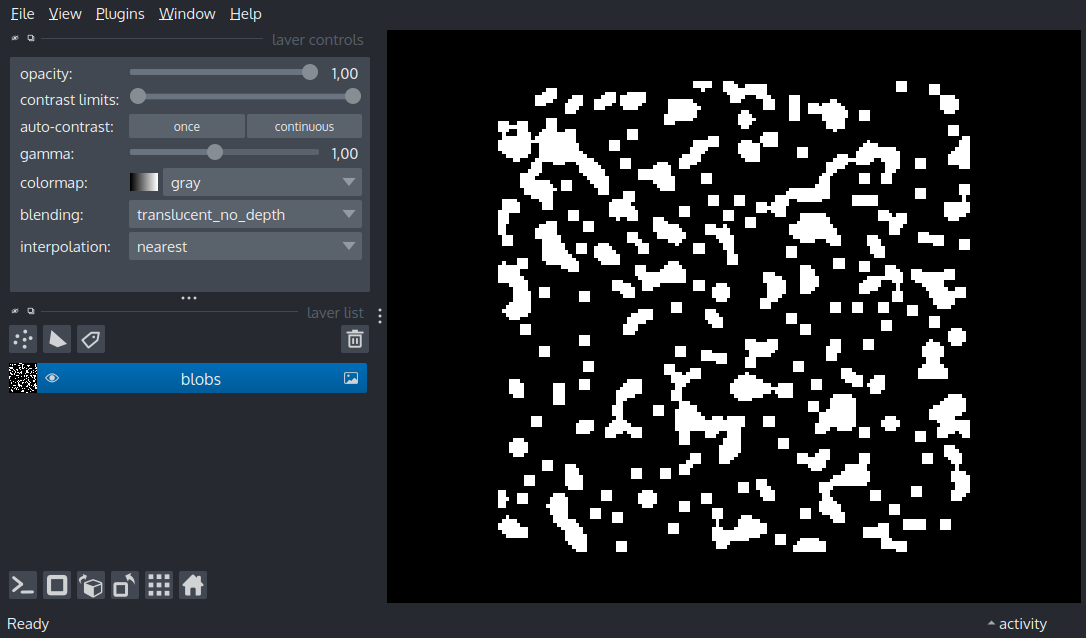 File View Plugins Window Help
layer controls
opacity: 1,00
contrast limits:
auto-contrast: once continuous
gamma: 1,00
colormap: gray
blending: translucent_no_depth
interpolation: nearest
layer list
blobs
Ready activity